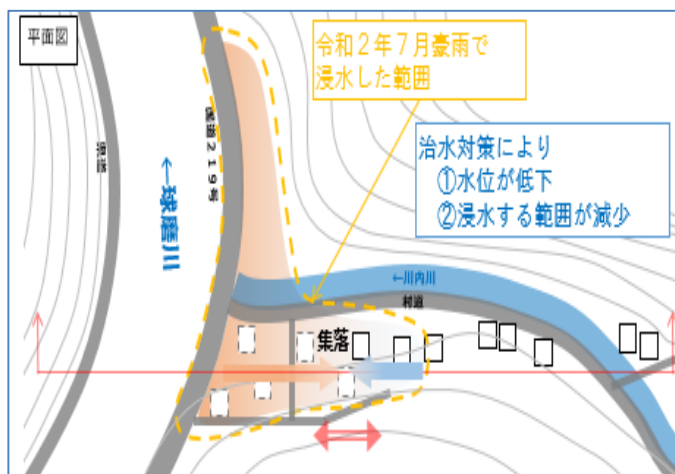 平面図
令和２年７月豪雨で
浸水した範囲
治水対策により
①水位が低下
②浸水する範囲が減少
県道
国道２１９号
←球磨川
←川内川
村道
集落